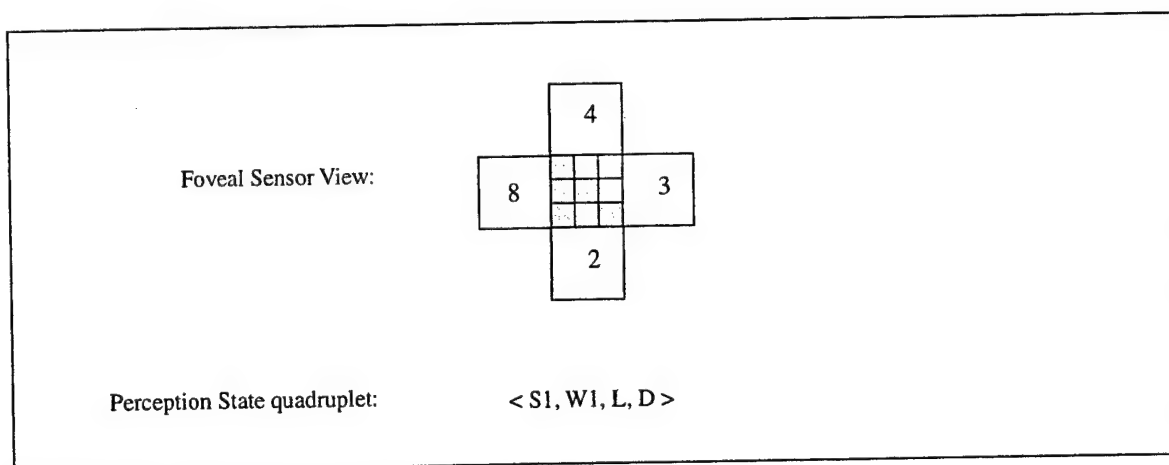 4
Foveal Sensor View:
8
3
2
Perception State quadruplet:
< S1, W1, L, D >